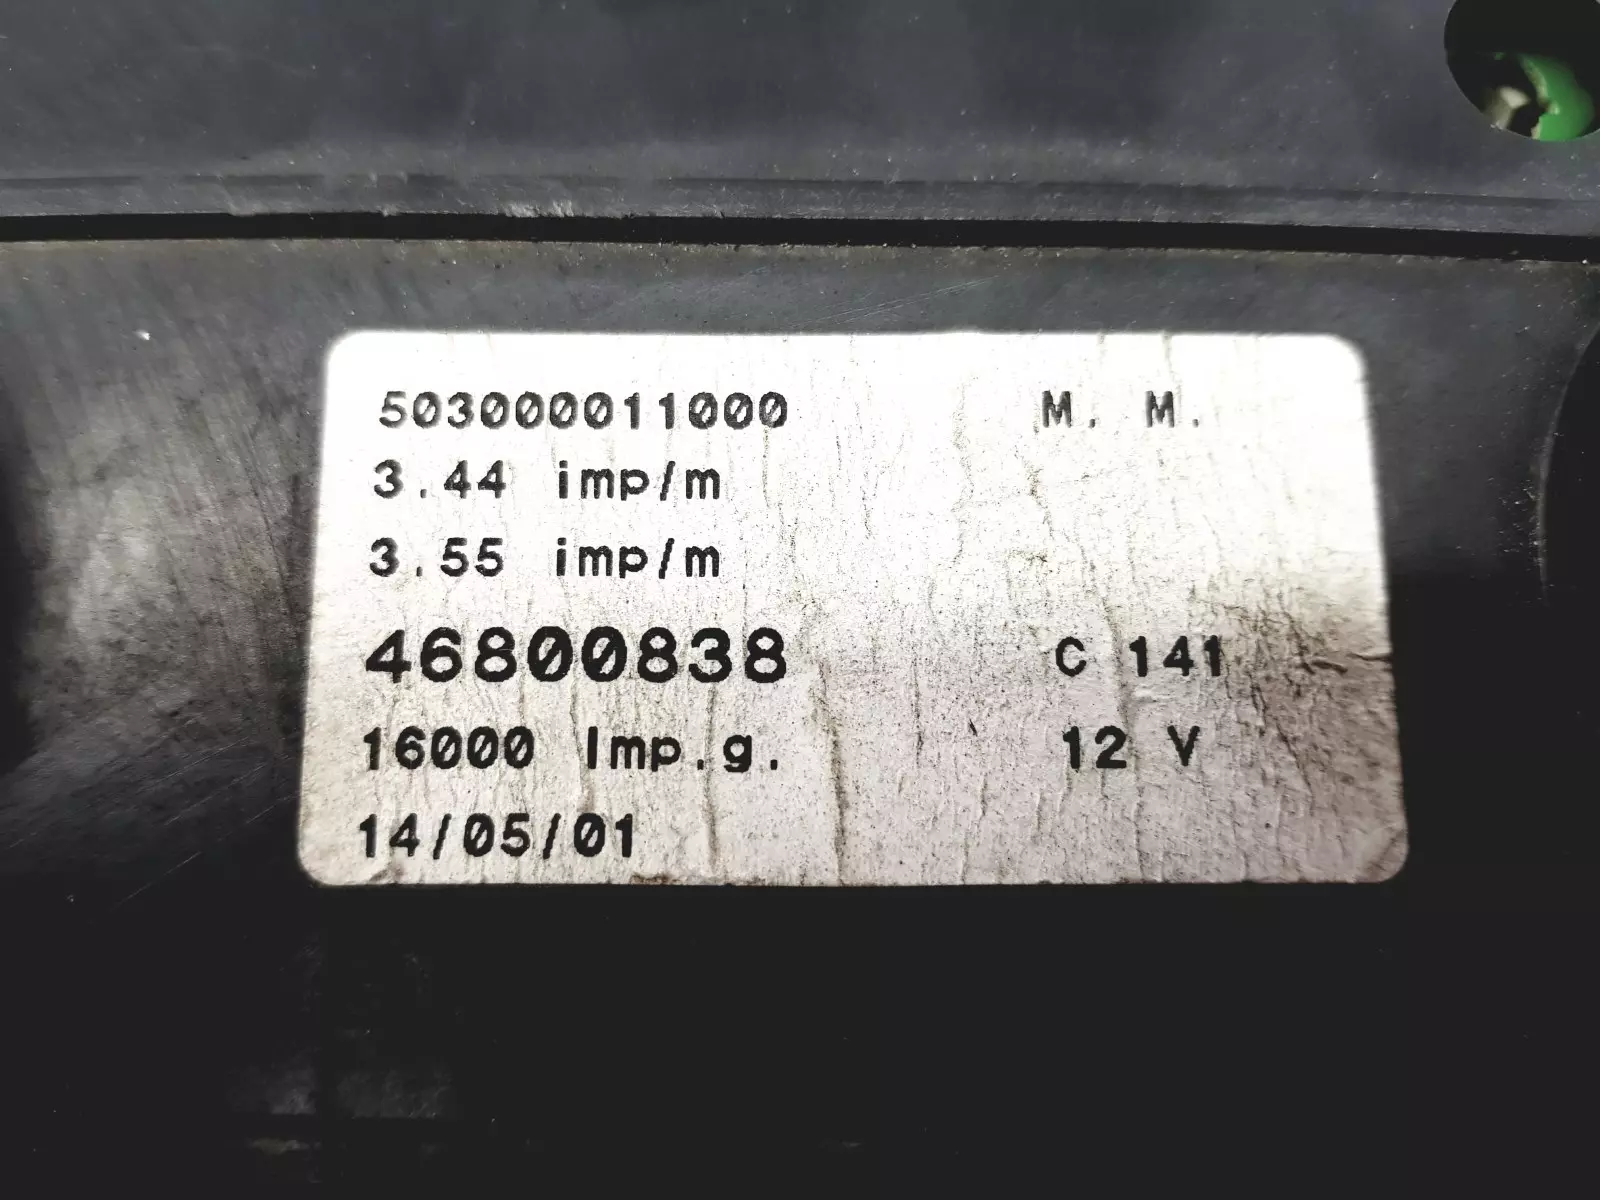 503000011000 M. M.
3.44 imp/m
3.55 imp/m
46800838 C 141
16000 Imp.g. 12 V
14/05/01